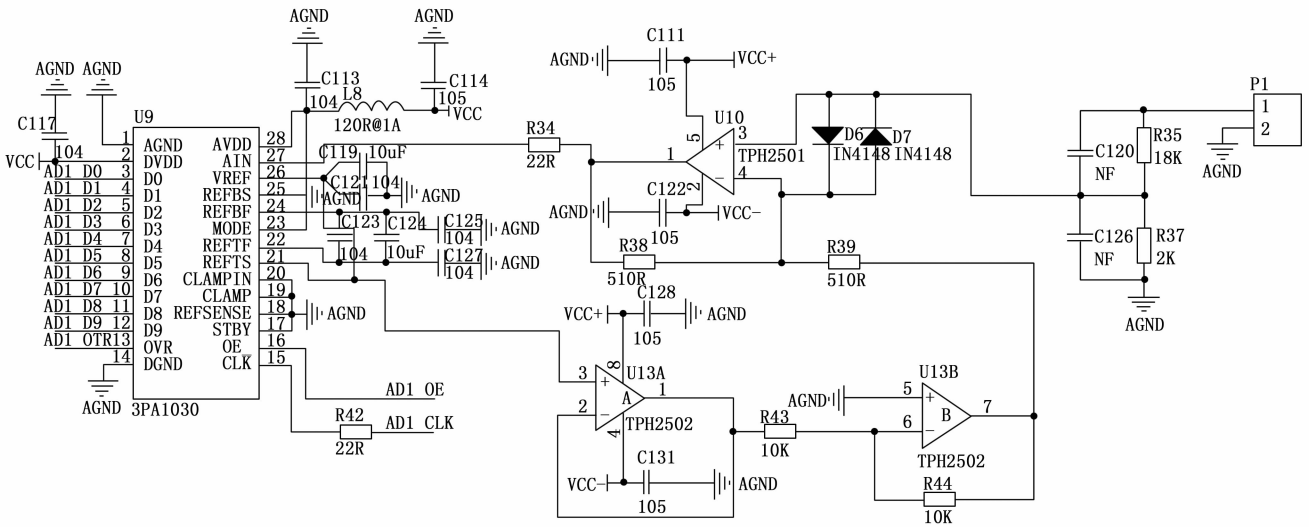 AGND
AGND
AGND
AGND
C117
104
VCC
C113
104
L8
120R@1A
C114
105
VCC
U9
1 AGND
2 DVDD
3 D0
4 D1
5 D2
6 D3
7 D4
8 D5
9 D6
10 D7
11 D8
12 D9
13 OVR
14 DGND
AD1 D0
AD1 D1
AD1 D2
AD1 D3
AD1 D4
AD1 D5
AD1 D6
AD1 D7
AD1 D8
AD1 D9
AD1 OTR
AGND
AVDD 28
AIN 27
VREF 26
REFBS 25
REFBF 24
MODE 23
REFTF 22
REFTS 21
CLAMPIN 20
CLAMP 19
REFSENSE 18
STBY 17
OE 16
CLK 15
3PA1030
C119 10uF
AGND
C121 104
AGND
C123
104
C124
10uF
C125
104
AGND
C127
104
AGND
AGND
AD1 OE
R42
22R
AD1 CLK
R34
22R
C111
105
AGND
VCC+
U10
5
3
+
1
TPH2501
4
−
2
C122
105
AGND
VCC-
D6
IN4148
D7
IN4148
R38
510R
R39
510R
C120
NF
C126
NF
R35
18K
R37
2K
AGND
P1
1
2
AGND
C128
105
VCC+
AGND
8
U13A
3
+
A
1
2
−
TPH2502
4
VCC-
C131
105
AGND
R43
10K
AGND
U13B
5
+
B
7
6
−
TPH2502
R44
10K